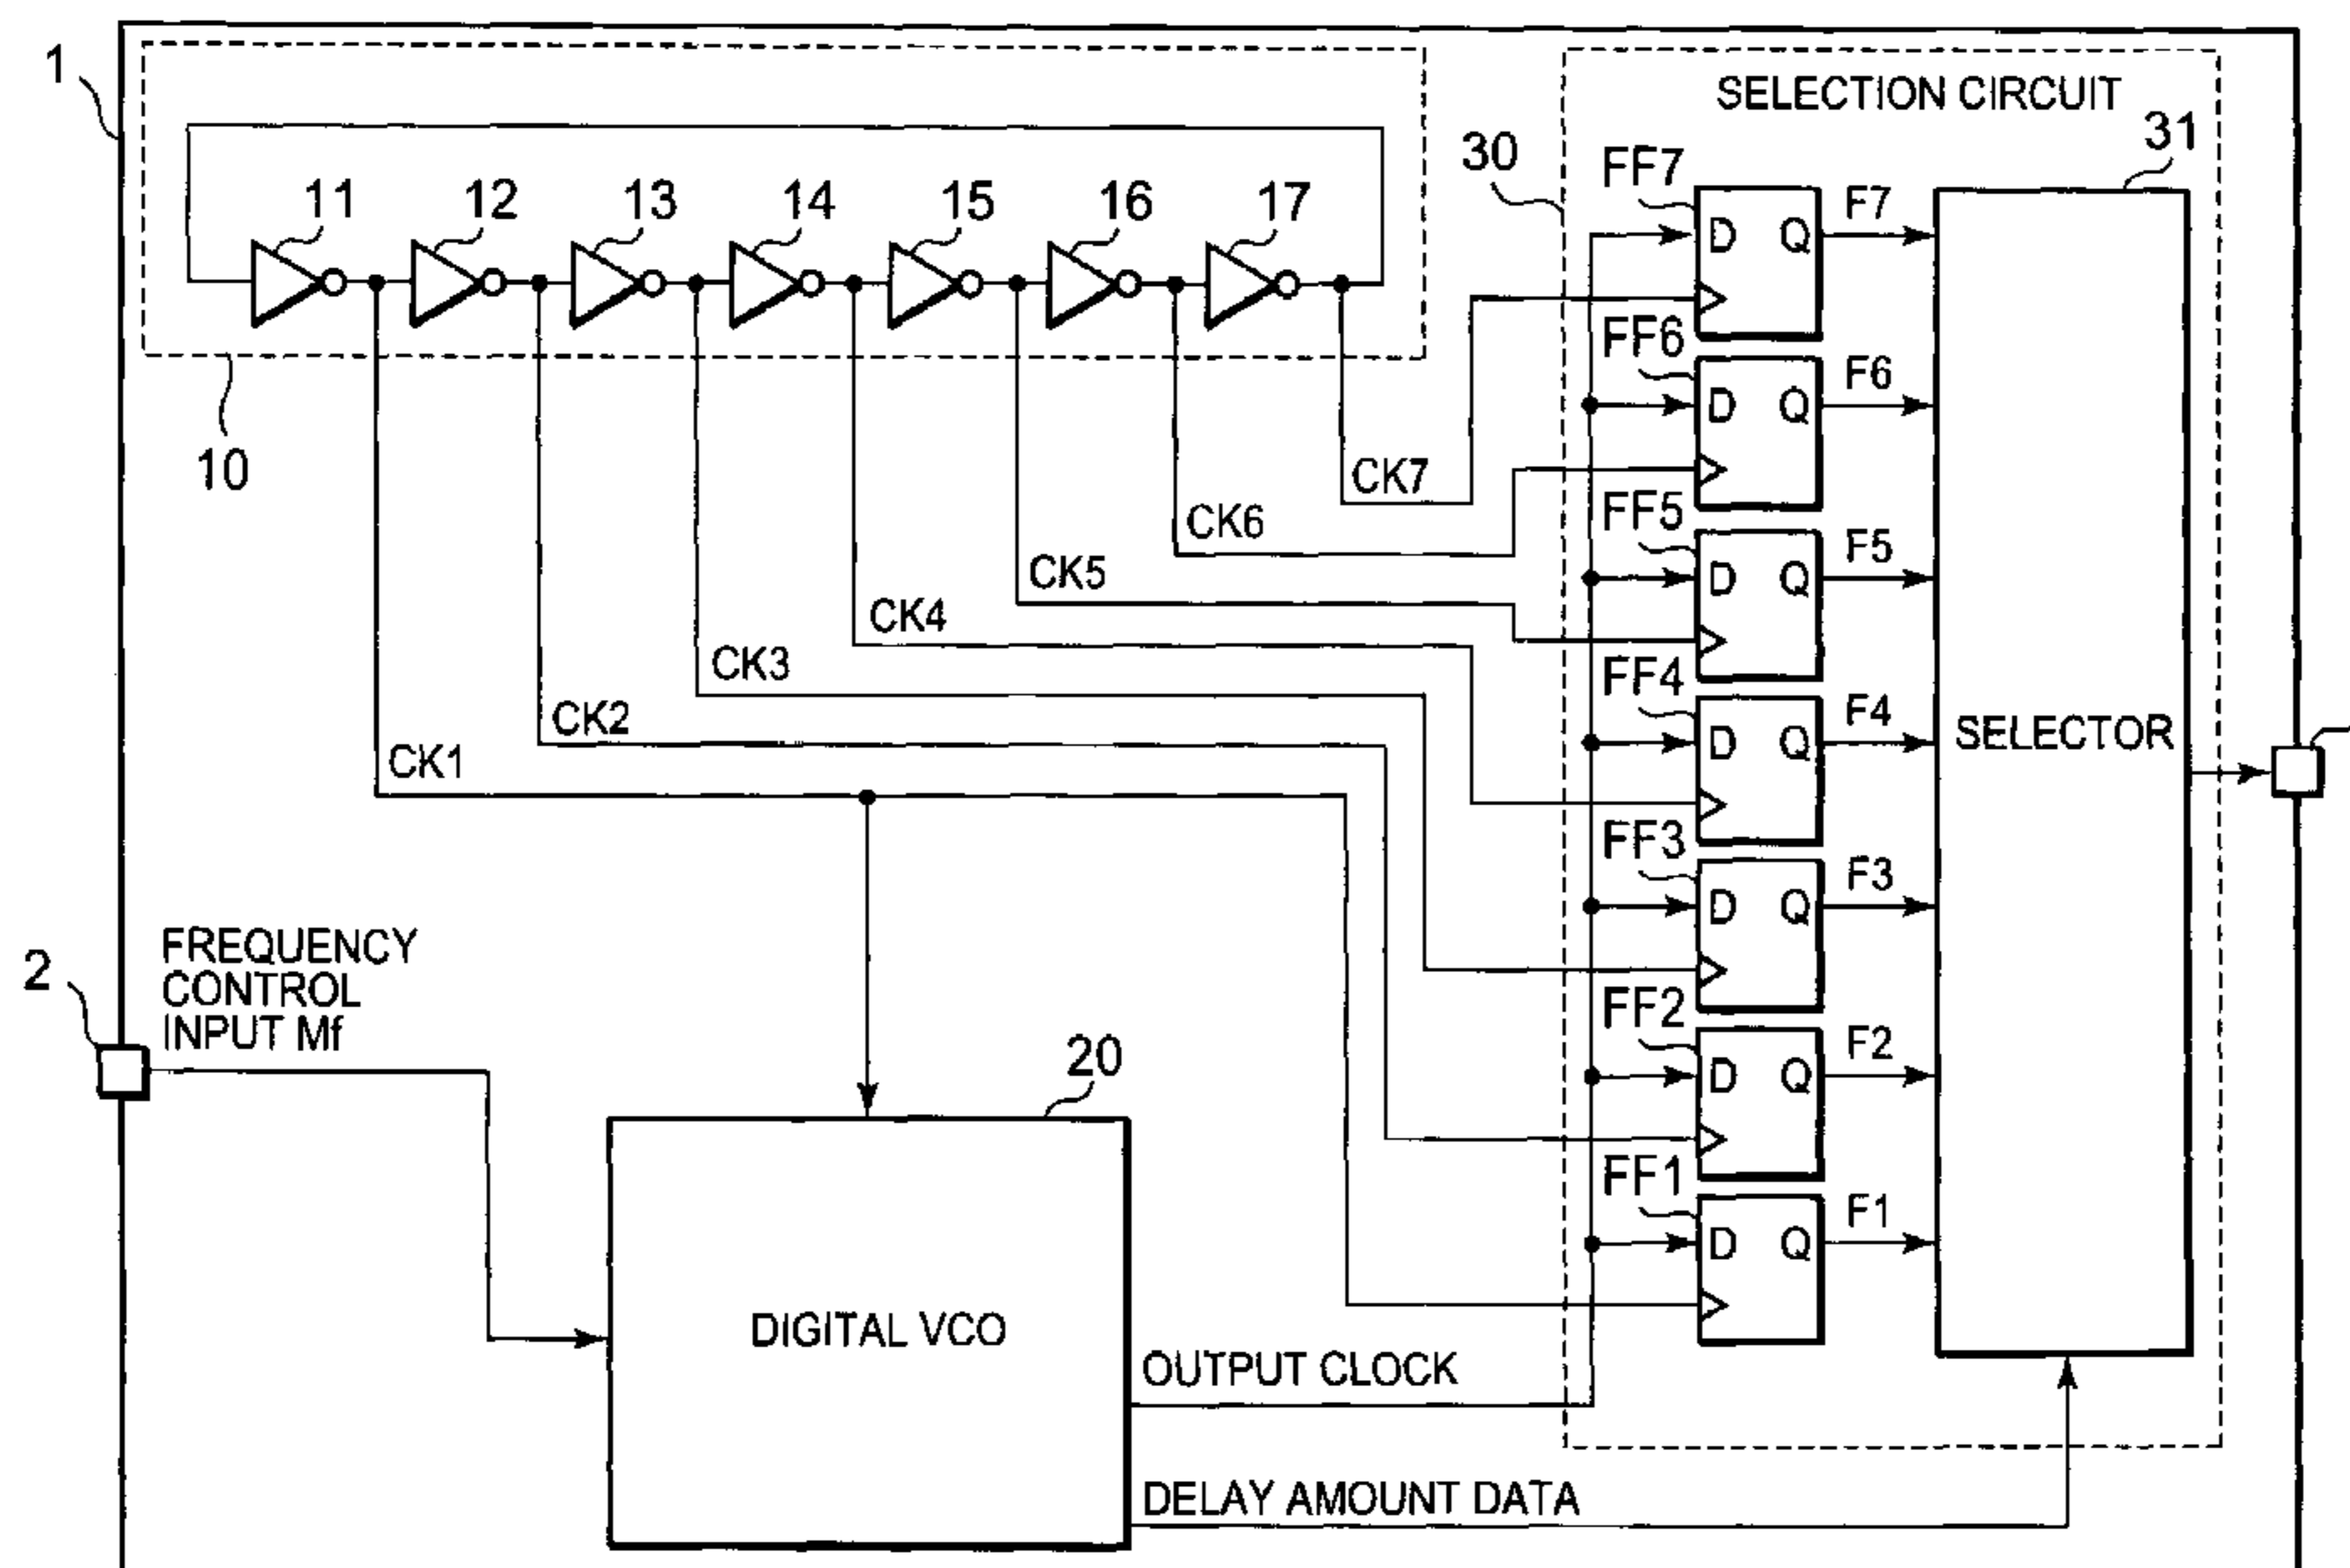 1
SELECTION CIRCUIT
31
30
FF7
F7
11
12
13
14
15
16
17
D Q
FF6
F6
D Q
10
CK7
FF5
F5
CK6
D Q
CK5
CK4
FF4
F4
CK3
D Q
SELECTOR
CK2
CK1
FF3
F3
D Q
2
FREQUENCY
CONTROL
INPUT Mf
FF2
F2
20
D Q
FF1
F1
D Q
DIGITAL VCO
OUTPUT CLOCK
DELAY AMOUNT DATA